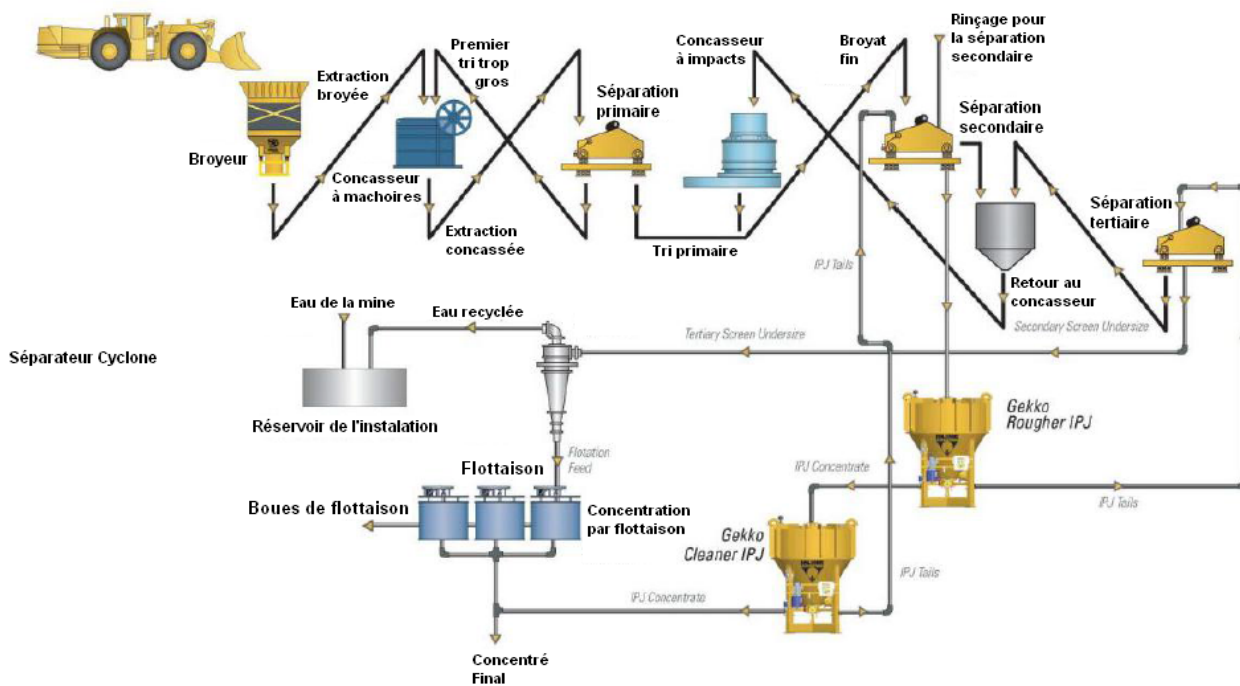 Extraction
broyée
Premier
tri trop
gros
Concasseur
à impacts
Broyat
fin
Rinçage pour
la séparation
secondaire
Séparation
primaire
Séparation
secondaire
Broyeur
Concasseur
à machoires
Extraction
concassée
Tri primaire
Séparation
tertiaire
IPJ Tails
Retour au
concasseur
Secondary Screen Undersize
Eau de la mine
Eau recyclée
Tertiary Screen Undersize
Séparateur Cyclone
Réservoir de l'instalation
Gekko
Rougher IPJ
Flotation
Feed
Flottaison
IPJ Concentrate
IPJ Tails
Boues de flottaison
Concentration
par flottaison
Gekko
Cleaner IPJ
IPJ Tails
IPJ Concentrate
Concentré
Final